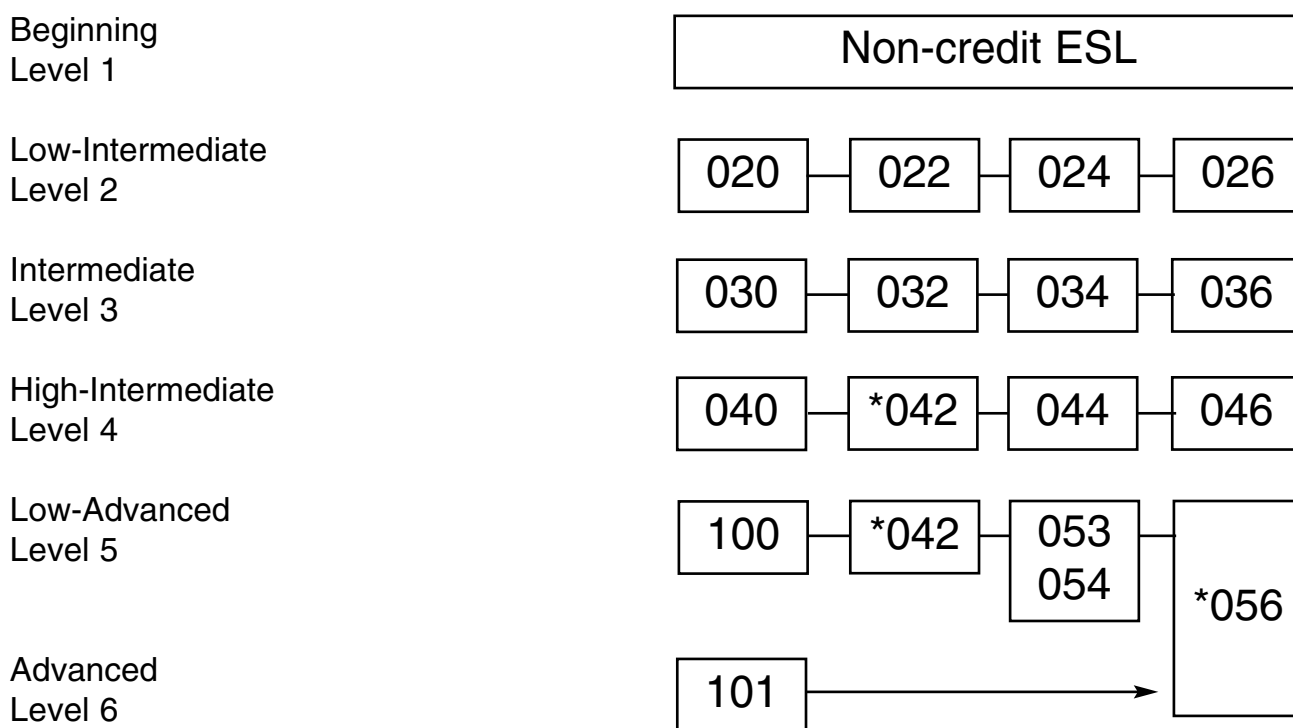 Beginning
Level 1
Non-credit ESL
Low-Intermediate
Level 2
020 022 024 026
Intermediate
Level 3
030 032 034 036
High-Intermediate
Level 4
040 *042 044 046
Low-Advanced
Level 5
100 *042 053
054
*056
Advanced
Level 6
101